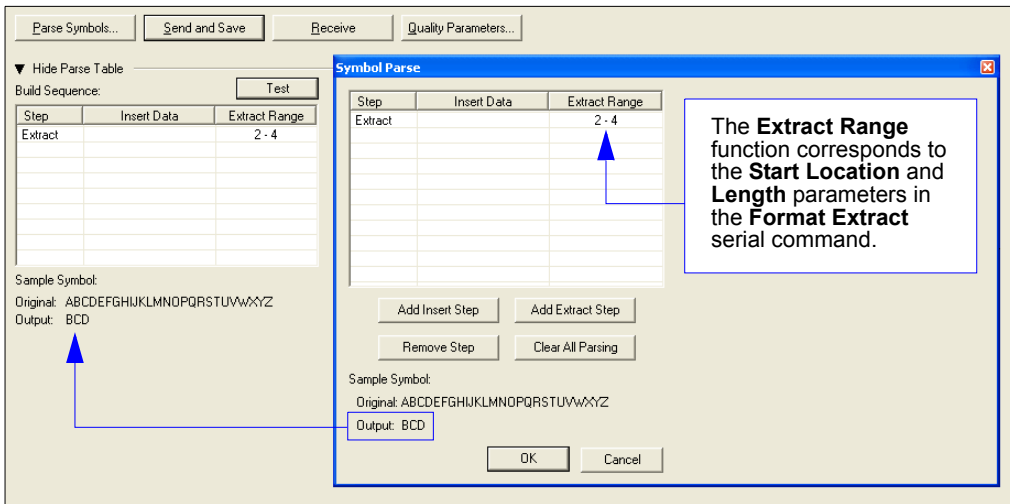 Parse Symbols... Send and Save Receive Quality Parameters...
Hide Parse Table
Build Sequence: Test
Step Insert Data Extract Range
Extract 2 - 4
Sample Symbol:
Original: ABCDEFGHIJKLMNOPQRSTUVWXYZ
Output: BCD
Symbol Parse
Step Insert Data Extract Range
Extract 2 - 4
Add Insert Step Add Extract Step
Remove Step Clear All Parsing
Sample Symbol:
Original: ABCDEFGHIJKLMNOPQRSTUVWXYZ
Output: BCD
OK Cancel
The Extract Range
function corresponds to
the Start Location and
Length parameters in
the Format Extract
serial command.